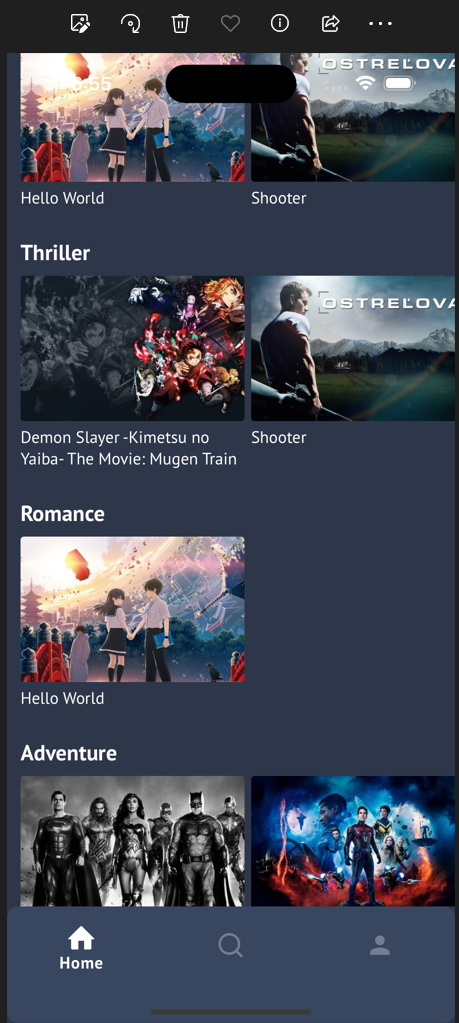 OSTREĽOVA
Hello World
Shooter
Thriller
OSTREĽOVA
Demon Slayer -Kimetsu no
Yaiba- The Movie: Mugen Train
Shooter
Romance
Hello World
Adventure
Home